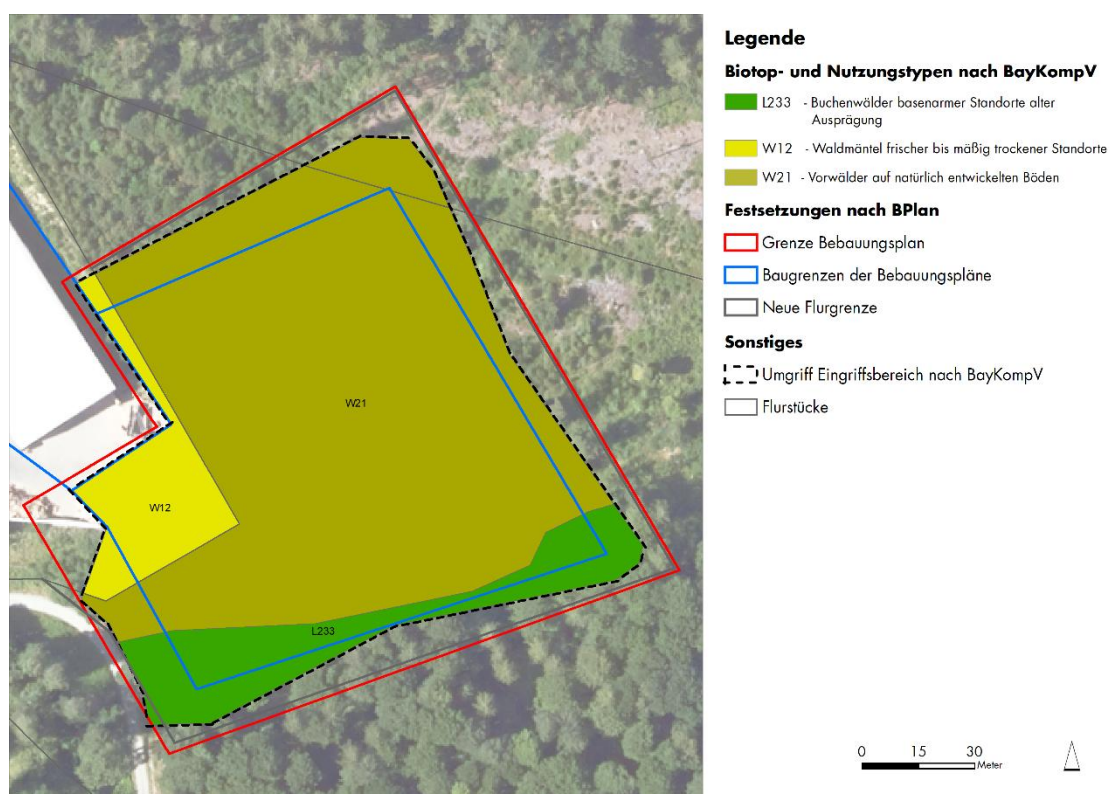 Legende
Biotop- und Nutzungstypen nach BayKompV
L233 - Buchenwälder basenarmer Standorte alter
Ausprägung
W12 - Waldmäntel frischer bis mäßig trockener Standorte
W21 - Vorwälder auf natürlich entwickelten Böden
Festsetzungen nach BPlan
Grenze Bebauungsplan
Baugrenzen der Bebauungspläne
Neue Flurgrenze
Sonstiges
Umgriff Eingriffsbereich nach BayKompV
Flurstücke
W21
W12
L233
0 15 30
Meter